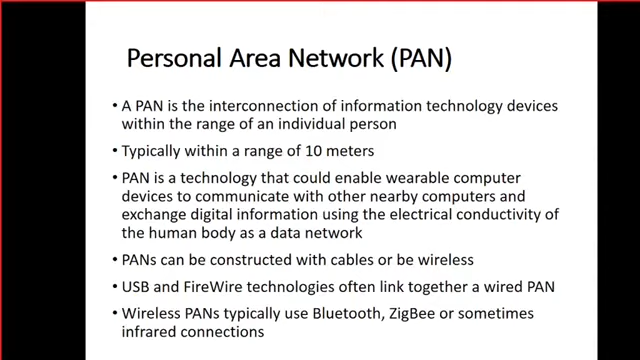 Personal Area Network (PAN)
• A PAN is the interconnection of information technology devices
within the range of an individual person
• Typically within a range of 10 meters
• PAN is a technology that could enable wearable computer
devices to communicate with other nearby computers and
exchange digital information using the electrical conductivity of
the human body as a data network
• PANs can be constructed with cables or be wireless
• USB and FireWire technologies often link together a wired PAN
• Wireless PANs typically use Bluetooth, ZigBee or sometimes
infrared connections